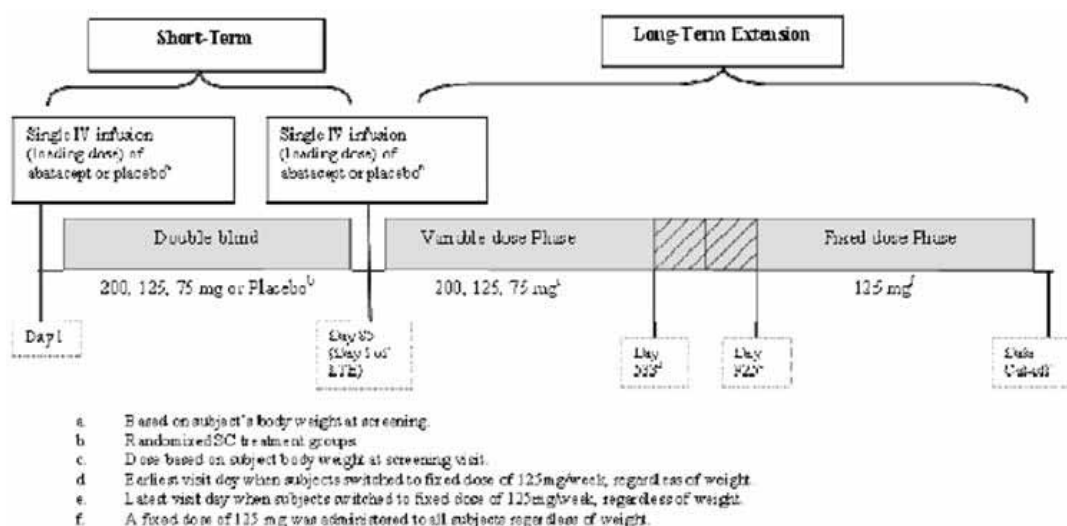 Short-Term
Long-Term Extension
Single IV infusion
(loading dose) of
abatacept or placebo
Single IV infusion
(loading dose) of
abatacept or placebo
Double blind
Variable dose Phase
Fixed dose Phase
200, 125, 75 mg or Placebo b
200, 125, 75 mg
125 mg f
Day 1
Day 85
(Day 1 of
LTE)
Day
Day
Data
Cut-off
a. Based on subject's body weight at screening.
b. Randomized SC treatment groups
c. Dose based on subject body weight at screening visit.
d. Earliest visit day when subjects switched to fixed dose of 125mg/week, regardless of weight.
e. Latest visit day when subjects switched to fixed dose of 125mg/week, regardless of weight.
f. A fixed dose of 125 mg was administered to all subjects regardless of weight.